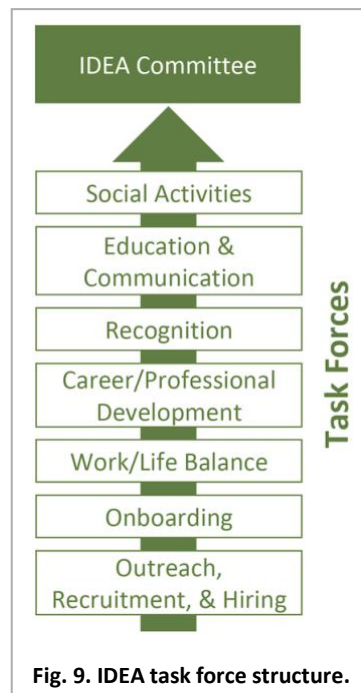 IDEA Committee
Social Activities
Education &
Communication
Recognition
Career/Professional
Development
Work/Life Balance
Onboarding
Outreach,
Recruitment, & Hiring
Task Forces
Fig. 9. IDEA task force structure.